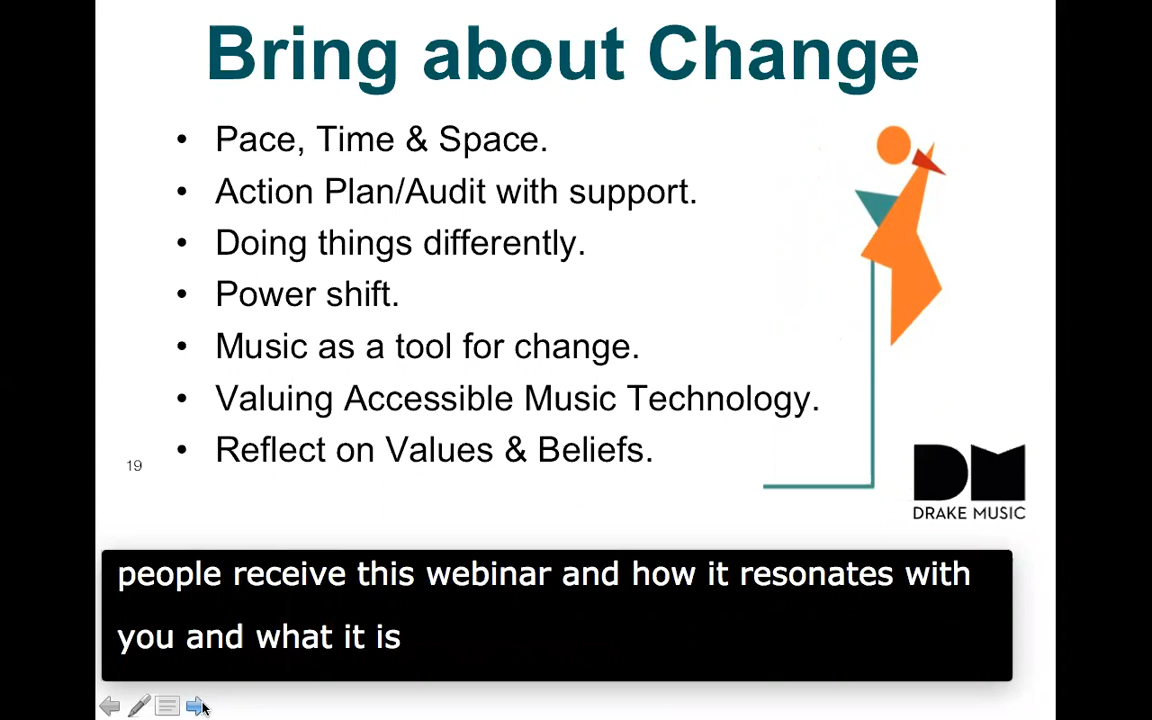 Bring about Change
• Pace, Time & Space.
• Action Plan/Audit with support.
• Doing things differently.
• Power shift.
• Music as a tool for change.
• Valuing Accessible Music Technology.
• Reflect on Values & Beliefs.
19
DM
DRAKE MUSIC
people receive this webinar and how it resonates with
you and what it is